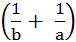 (1/b + 1/a)